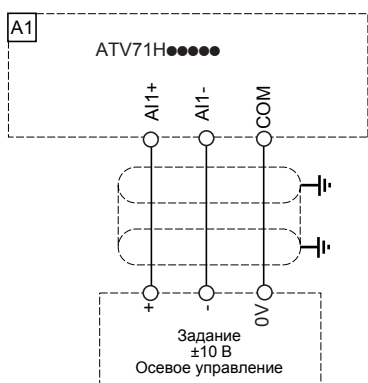 A1
ATV71H●●●●●
AI1+
AI1-
COM
+
-
0V
Задание
±10 В
Осевое управление